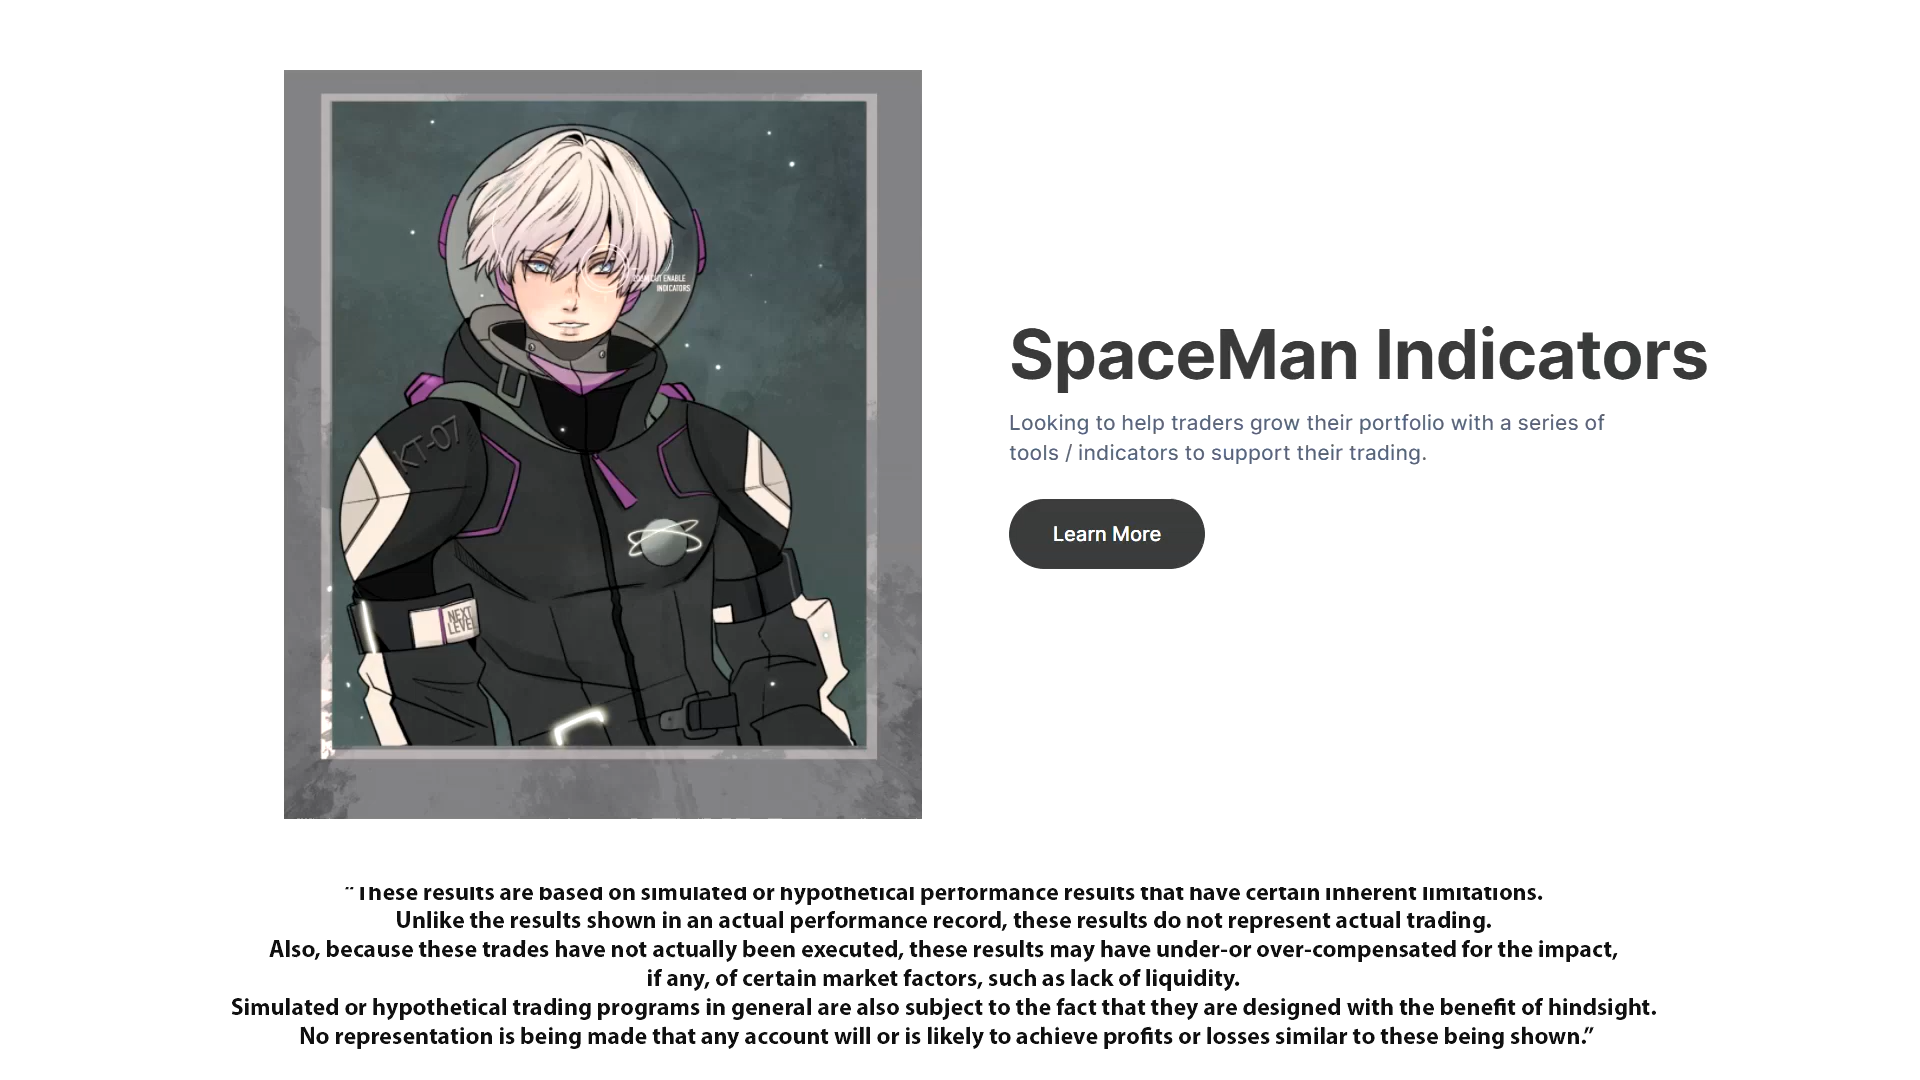 ENABLE
INDICATORS
KT-07
NEXT
LEVEL
SpaceMan Indicators
Looking to help traders grow their portfolio with a series of
tools / indicators to support their trading.
Learn More
“These results are based on simulated or hypothetical performance results that have certain inherent limitations.
Unlike the results shown in an actual performance record, these results do not represent actual trading.
Also, because these trades have not actually been executed, these results may have under-or over-compensated for the impact,
if any, of certain market factors, such as lack of liquidity.
Simulated or hypothetical trading programs in general are also subject to the fact that they are designed with the benefit of hindsight.
No representation is being made that any account will or is likely to achieve profits or losses similar to these being shown.”